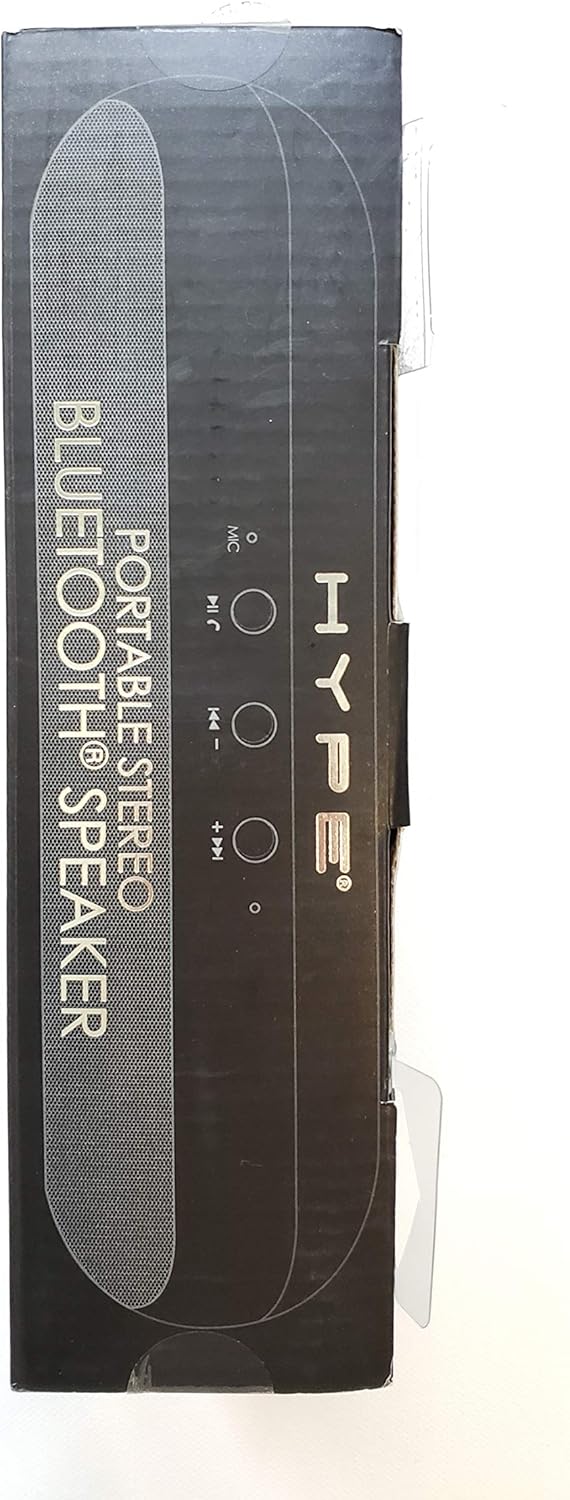 HYPE®
MIC
- 
+
PORTABLE STEREO
BLUETOOTH® SPEAKER